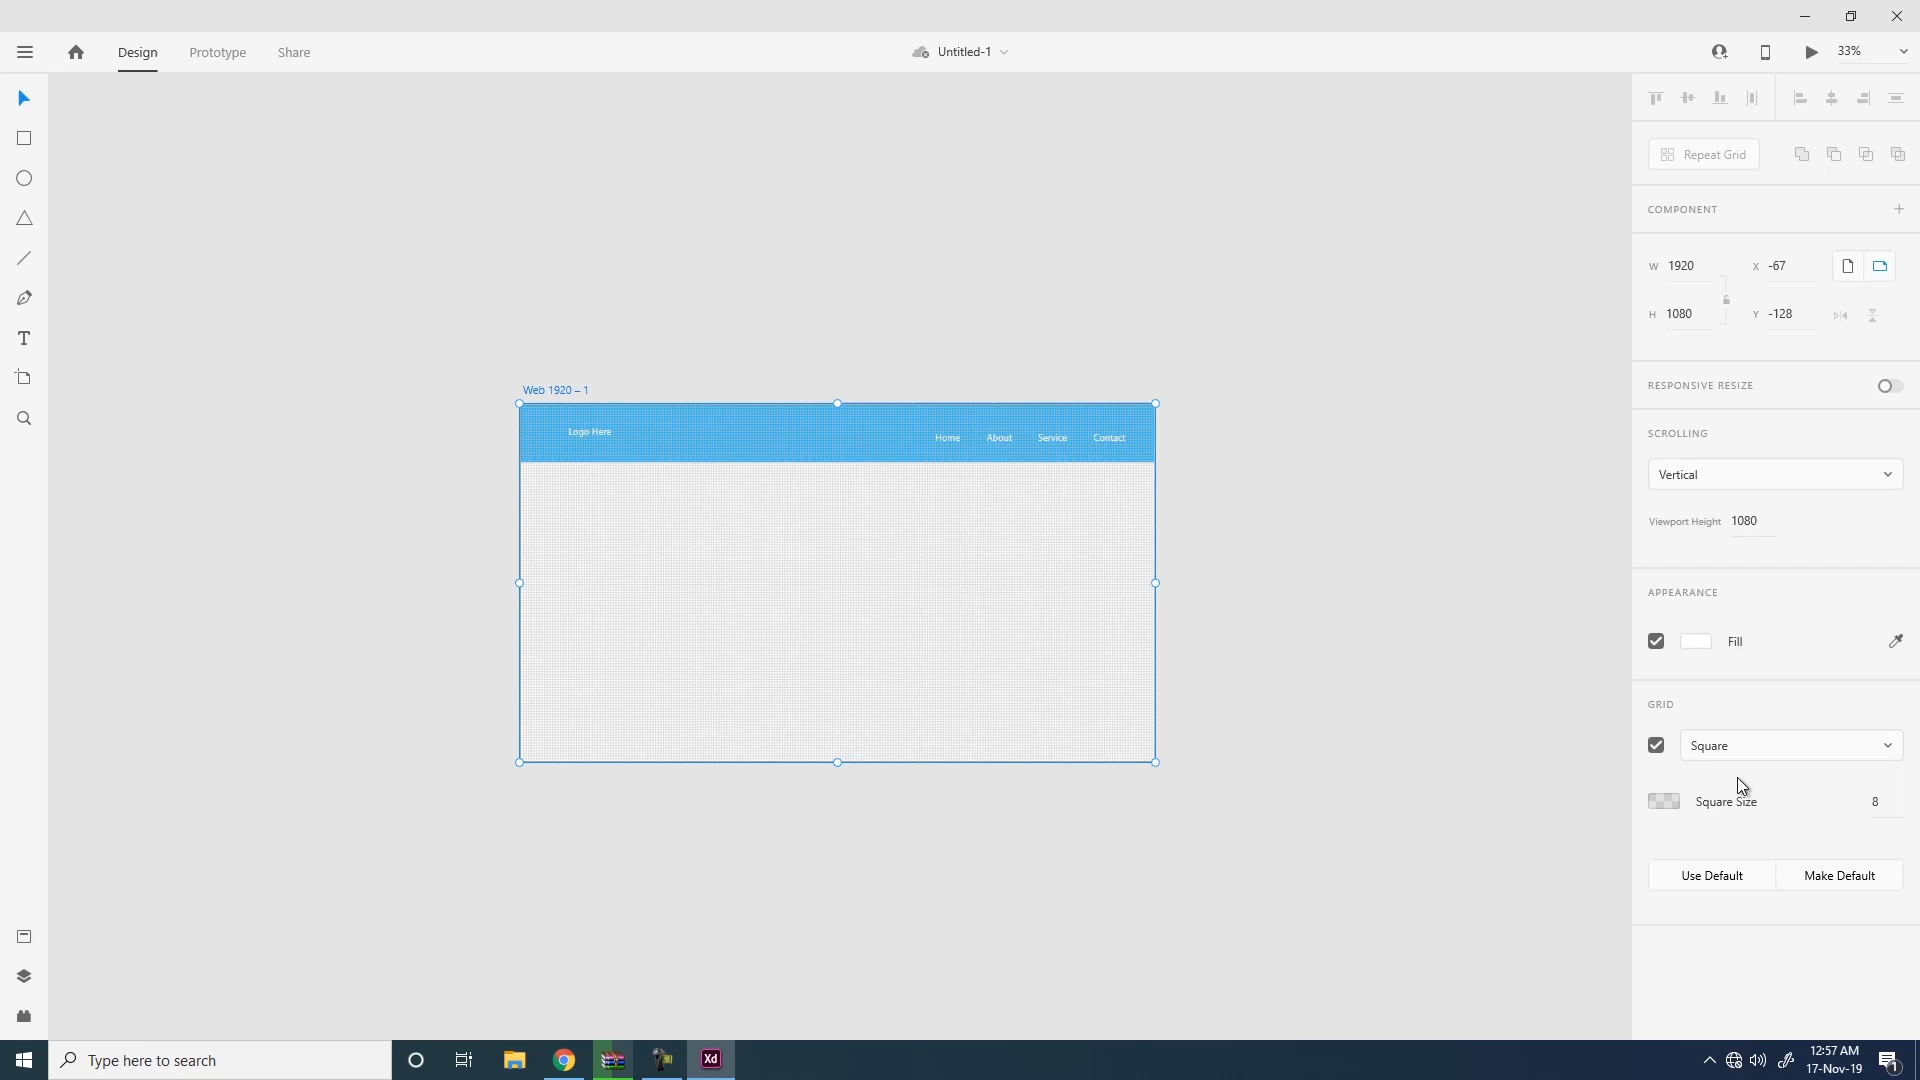 Design Prototype Share
Untitled-1
33%
Repeat Grid
COMPONENT
W 1920 X -67
H 1080 Y -128
RESPONSIVE RESIZE
SCROLLING
Vertical
Viewport Height 1080
APPEARANCE
Fill
GRID
Square
Square Size 8
Use Default Make Default
Web 1920 – 1
Logo Here
Home About Service Contact
Type here to search
Xd
12:57 AM
17-Nov-19
1